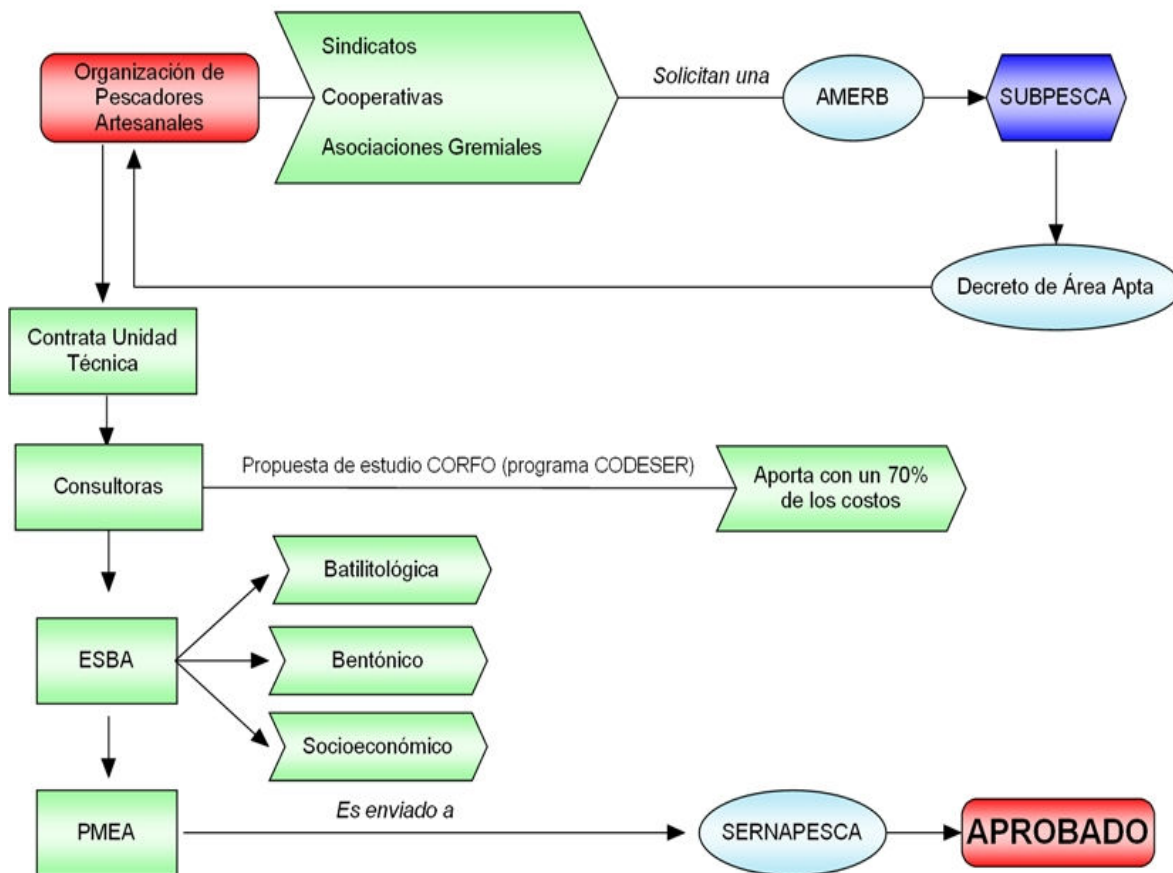 Organización de
Pescadores
Artesanales
Sindicatos
Cooperativas
Asociaciones Gremiales
Solicitan una
AMERB
SUBPESCA
Decreto de Área Apta
Contrata Unidad
Técnica
Consultoras
Propuesta de estudio CORFO (programa CODESER)
Aporta con un 70%
de los costos
ESBA
Batilitológica
Bentónico
Socioeconómico
PMEA
Es enviado a
SERNAPESCA
APROBADO